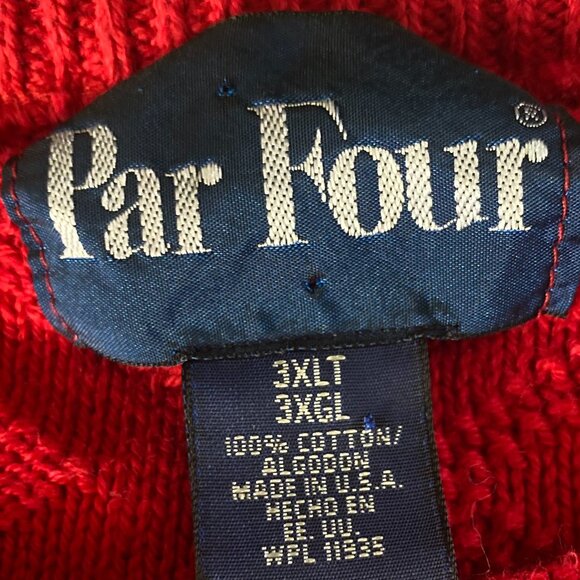 Par Four®
3XLT
3XGL
100% COTTON/
ALGODON
MADE IN U.S.A.
HECHO EN
EE. UU.
WPL 11935